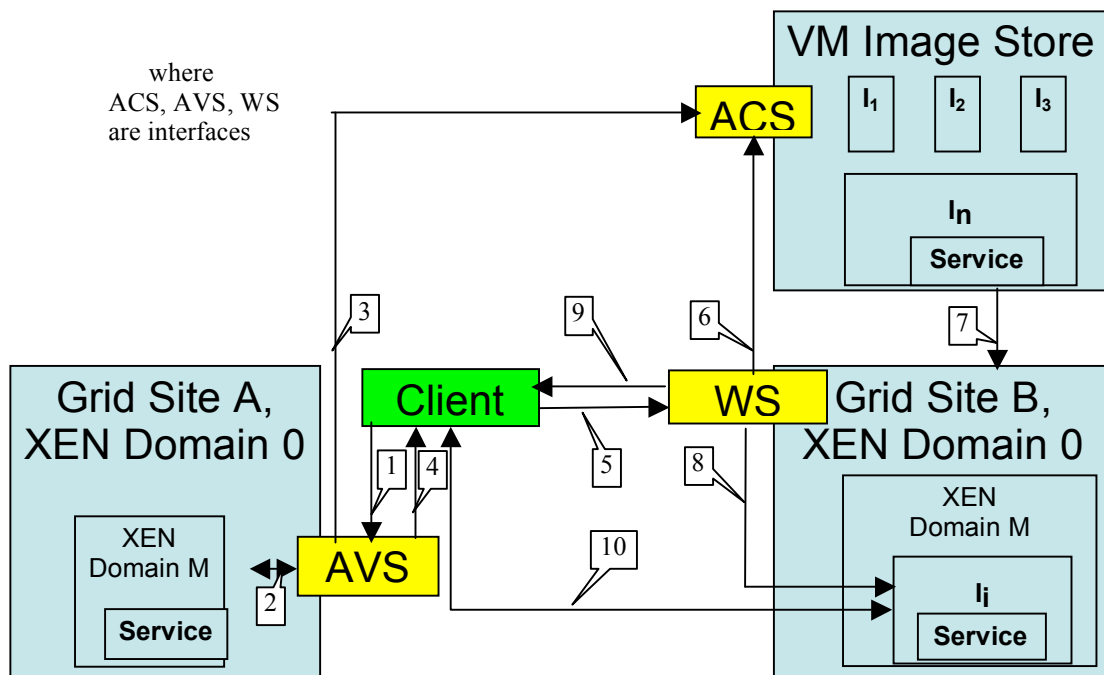 where
ACS, AVS, WS
are interfaces
VM Image Store
ACS
I1
I2
I3
In
Service
3
9
6
7
Grid Site A,
XEN Domain 0
Client
WS
Grid Site B,
XEN Domain 0
1
4
5
8
XEN
Domain M
XEN
Domain M
AVS
2
10
Ii
Service
Service